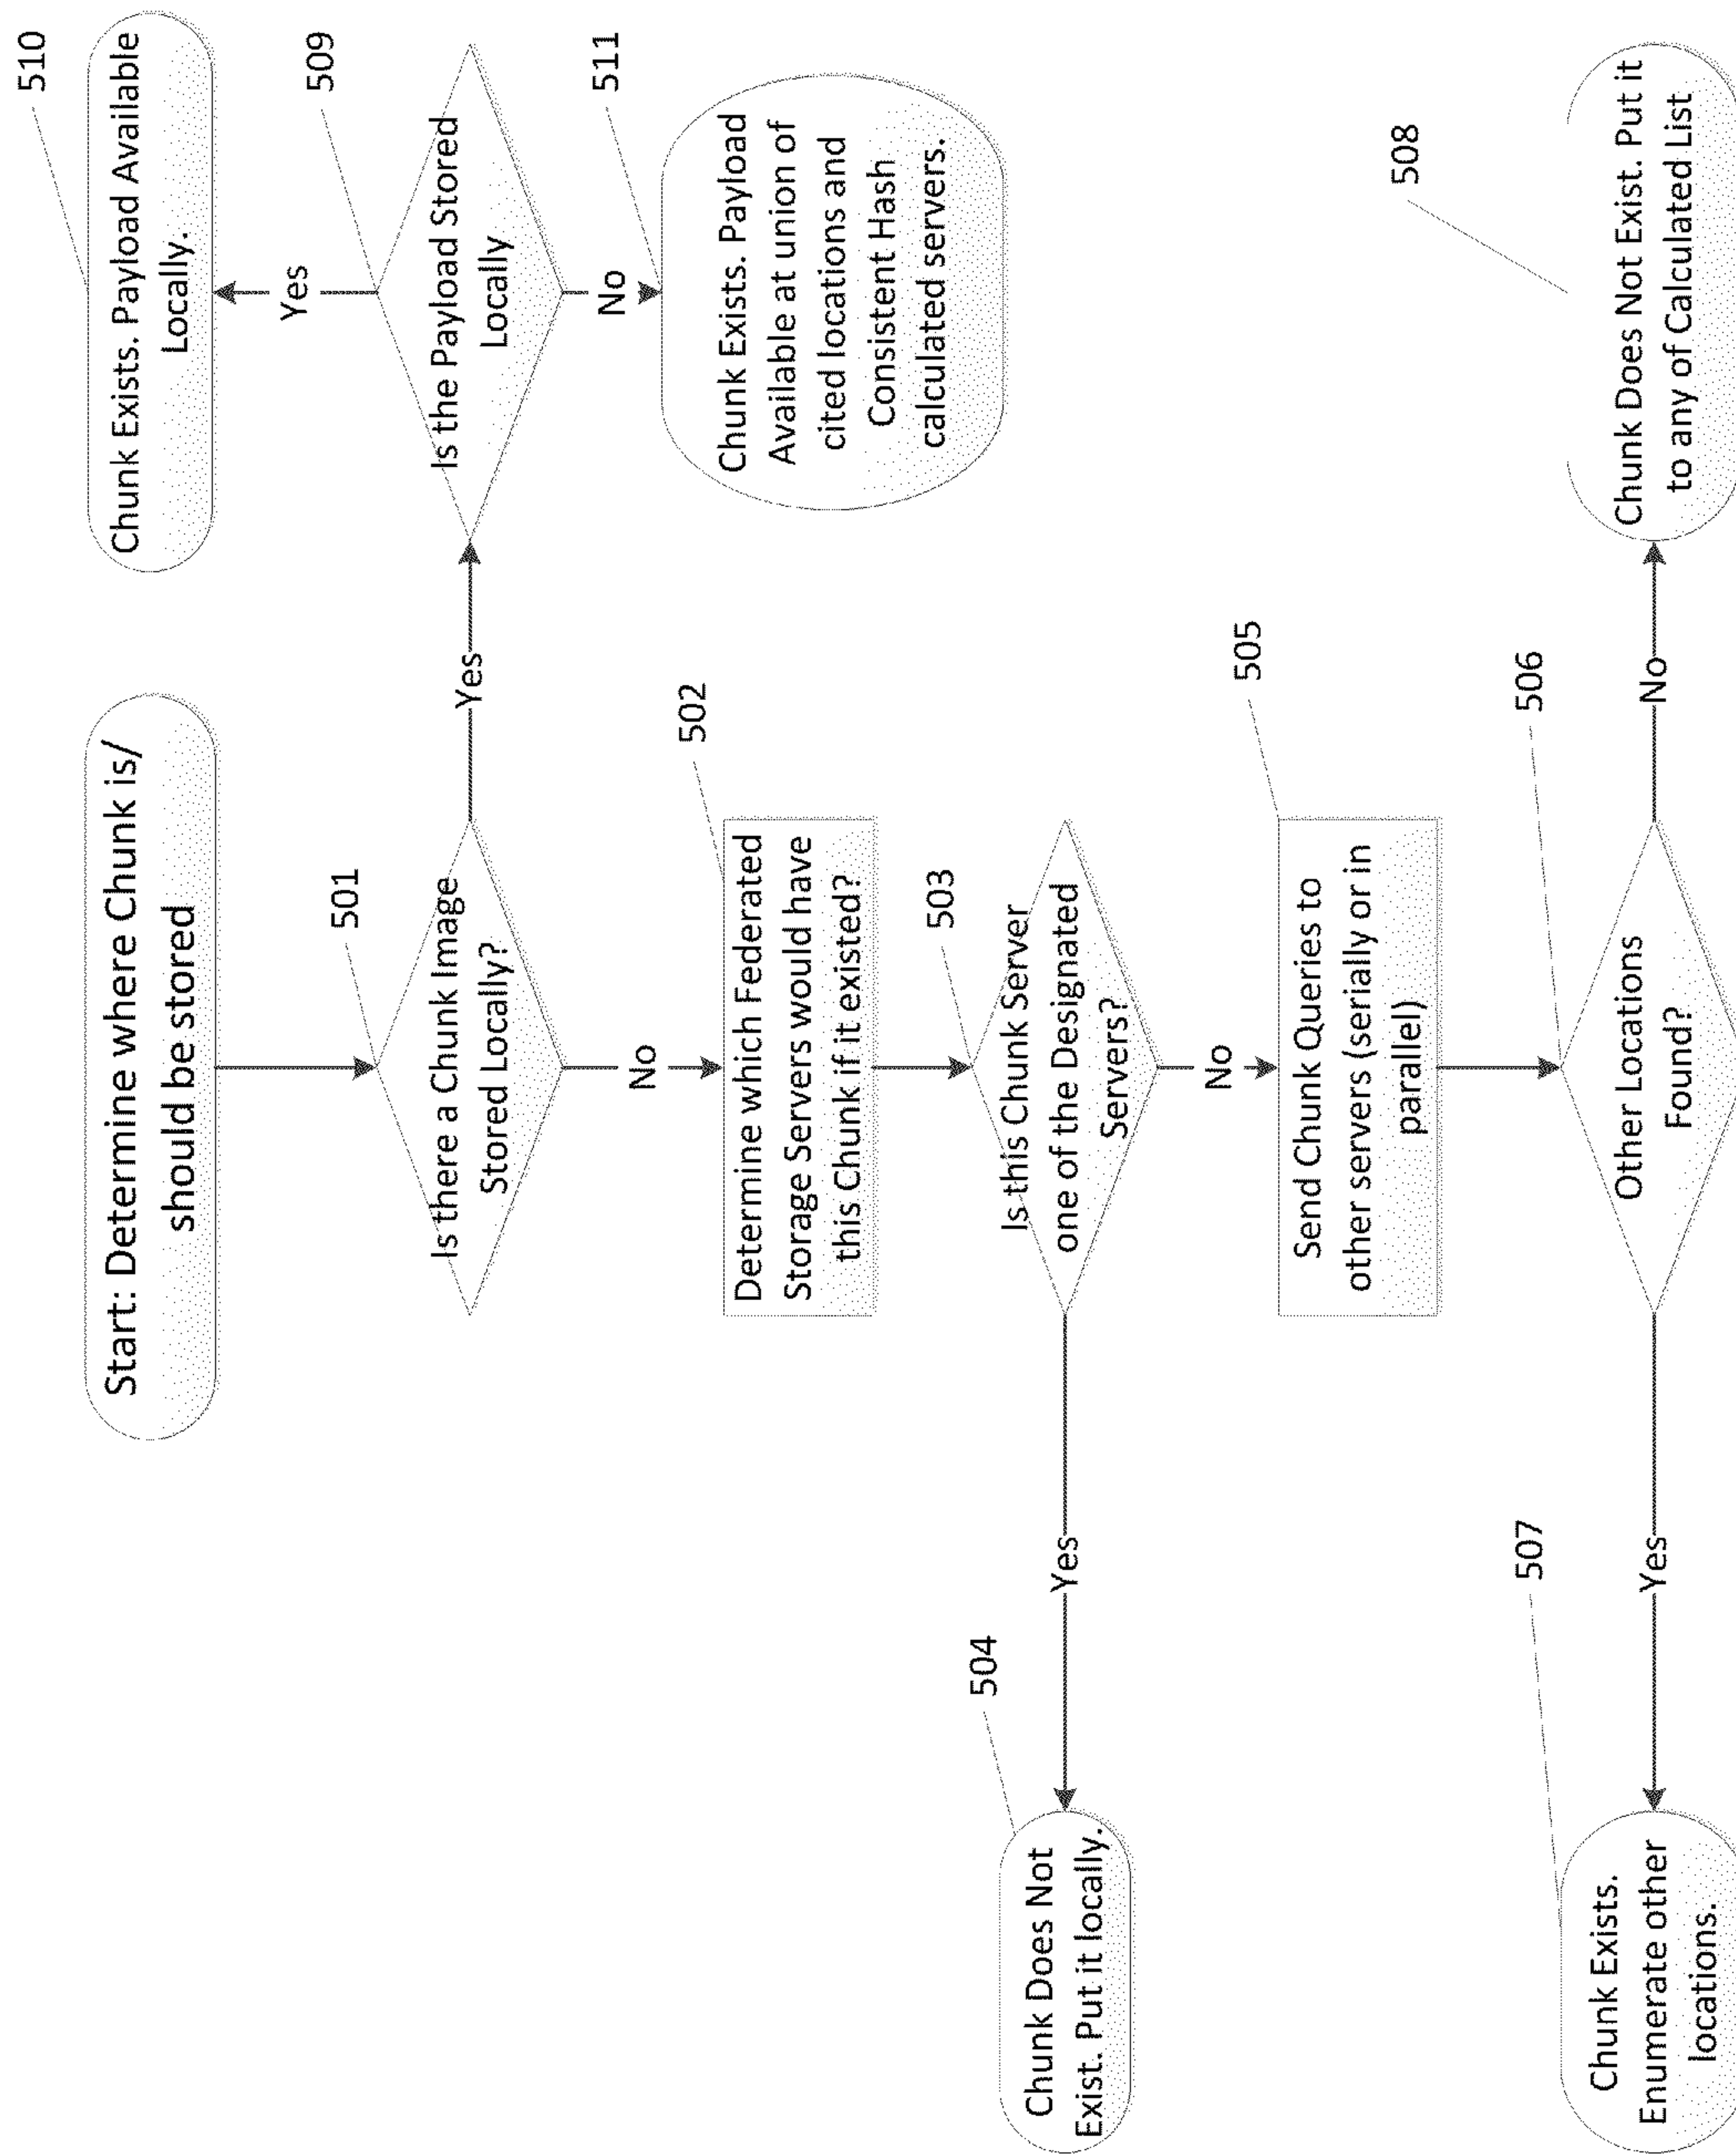 Start: Determine where Chunk is/
should be stored
501
Is there a Chunk Image
Stored Locally?
Yes
No
509
Is the Payload Stored
Locally
Yes
510
Chunk Exists. Payload Available
Locally.
No
511
Chunk Exists. Payload
Available at union of
cited locations and
Consistent Hash
calculated servers.
502
Determine which Federated
Storage Servers would have
this Chunk if it existed?
503
Is this Chunk Server
one of the Designated
Servers?
Yes
504
Chunk Does Not
Exist. Put it locally.
No
505
Send Chunk Queries to
other servers (serially or in
parallel)
506
Other Locations
Found?
Yes
507
Chunk Exists.
Enumerate other
locations.
No
508
Chunk Does Not Exist. Put it
to any of Calculated List